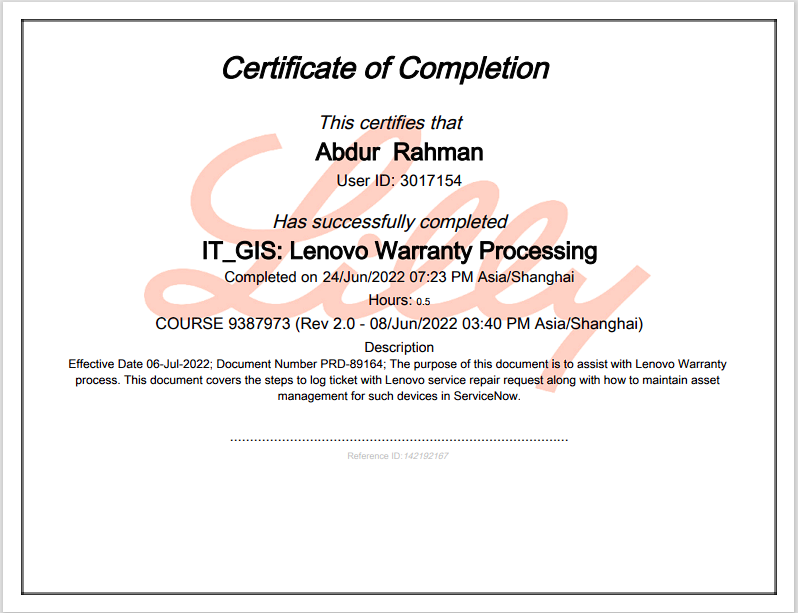 Certificate of Completion
This certifies that
Abdur Rahman
User ID: 3017154
Has successfully completed
IT_GIS: Lenovo Warranty Processing
Completed on 24/Jun/2022 07:23 PM Asia/Shanghai
Hours: 0.5
COURSE 9387973 (Rev 2.0 - 08/Jun/2022 03:40 PM Asia/Shanghai)
Description
Effective Date 06-Jul-2022; Document Number PRD-89164; The purpose of this document is to assist with Lenovo Warranty
process. This document covers the steps to log ticket with Lenovo service repair request along with how to maintain asset
management for such devices in ServiceNow.
Lilly
Reference ID:142192167